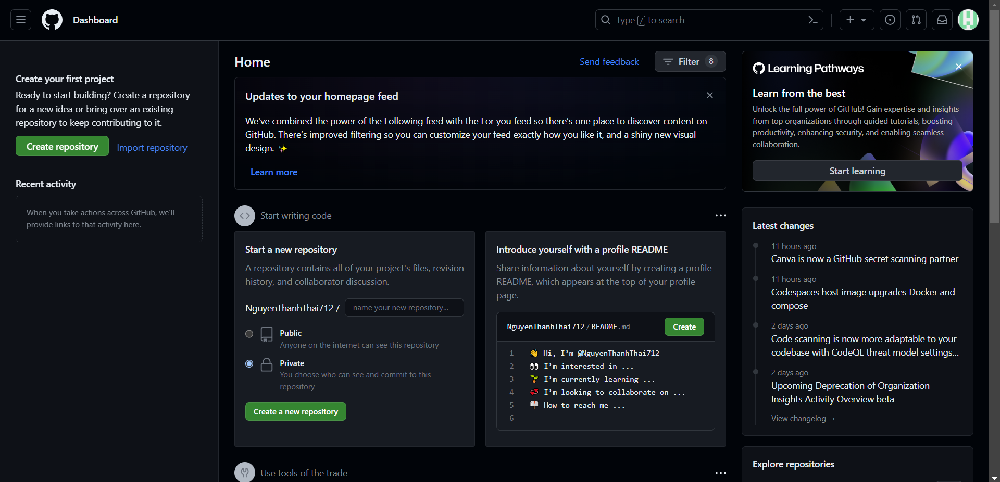 Dashboard
Type / to search
Create your first project
Ready to start building? Create a repository
for a new idea or bring over an existing
repository to keep contributing to it.
Create repository
Import repository
Recent activity
When you take actions across GitHub, we'll
provide links to that activity here.
Home
Send feedback
Filter 8
Updates to your homepage feed
We've combined the power of the Following feed with the For you feed so there's one place to discover content on
GitHub. There's improved filtering so you can customize your feed exactly how you like it, and a shiny new visual
design. ✨
Learn more
Start writing code
Start a new repository
A repository contains all of your project's files, revision
history, and collaborator discussion.
NguyenThanhThai712 /
name your new repository...
Public
Anyone on the internet can see this repository
Private
You choose who can see and commit to this
repository
Create a new repository
Introduce yourself with a profile README
Share information about yourself by creating a profile
README, which appears at the top of your profile
page.
NguyenThanhThai712 / README.md
Create
1 - 👋 Hi, I'm @NguyenThanhThai712
2 - 👀 I'm interested in ...
3 - 🌱 I'm currently learning ...
4 - 💞️ I'm looking to collaborate on ...
5 - 📫 How to reach me ...
6
Use tools of the trade
Learning Pathways
Learn from the best
Unlock the full power of GitHub! Gain expertise and insights
from top organizations through guided tutorials, boosting
productivity, enhancing security, and enabling seamless
collaboration.
Start learning
Latest changes
11 hours ago
Canva is now a GitHub secret scanning partner
11 hours ago
Codespaces host image upgrades Docker and
compose
2 days ago
Code scanning is now more adaptable to your
codebase with CodeQL threat model settings...
2 days ago
Upcoming Deprecation of Organization
Insights Activity Overview beta
View changelog →
Explore repositories